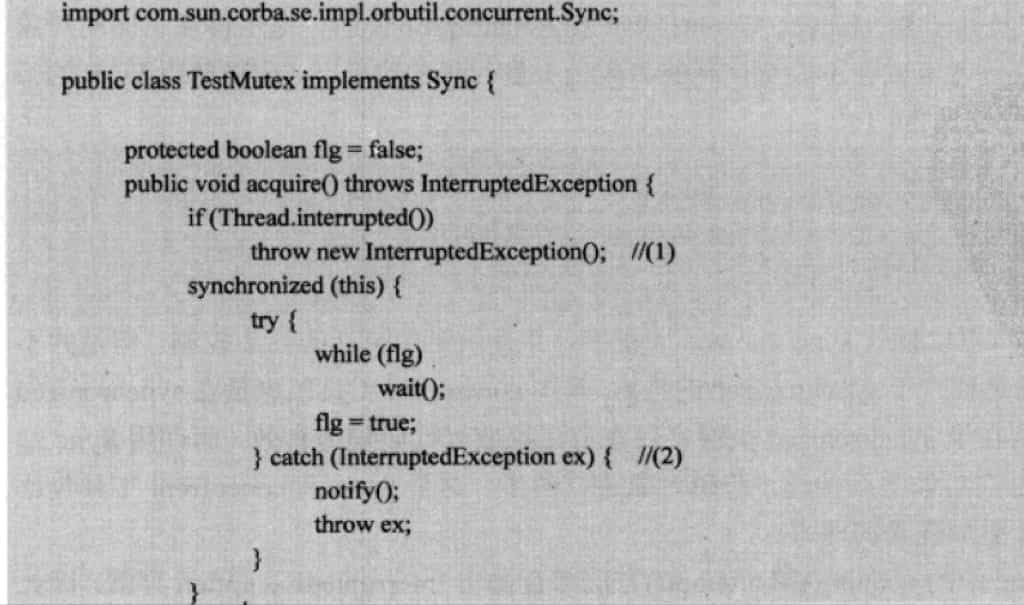 import com.sun.corba.se.impl.orbutil.concurrent.Sync;
public class TestMutex implements Sync {
protected boolean flg = false;
public void acquire() throws InterruptedException {
if (Thread.interrupted())
throw new InterruptedException(); //(1)
synchronized (this) {
try {
while (flg)
wait();
flg = true;
} catch (InterruptedException ex) { //(2)
notify();
throw ex;
}
}